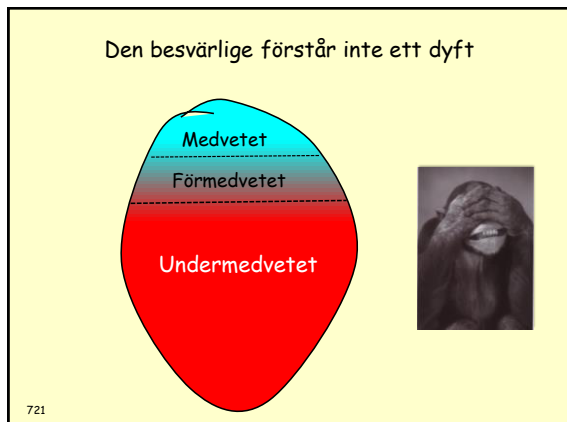 Den besvärlige förstår inte ett dyft
Medvetet
Förmedvetet
Undermedvetet
721